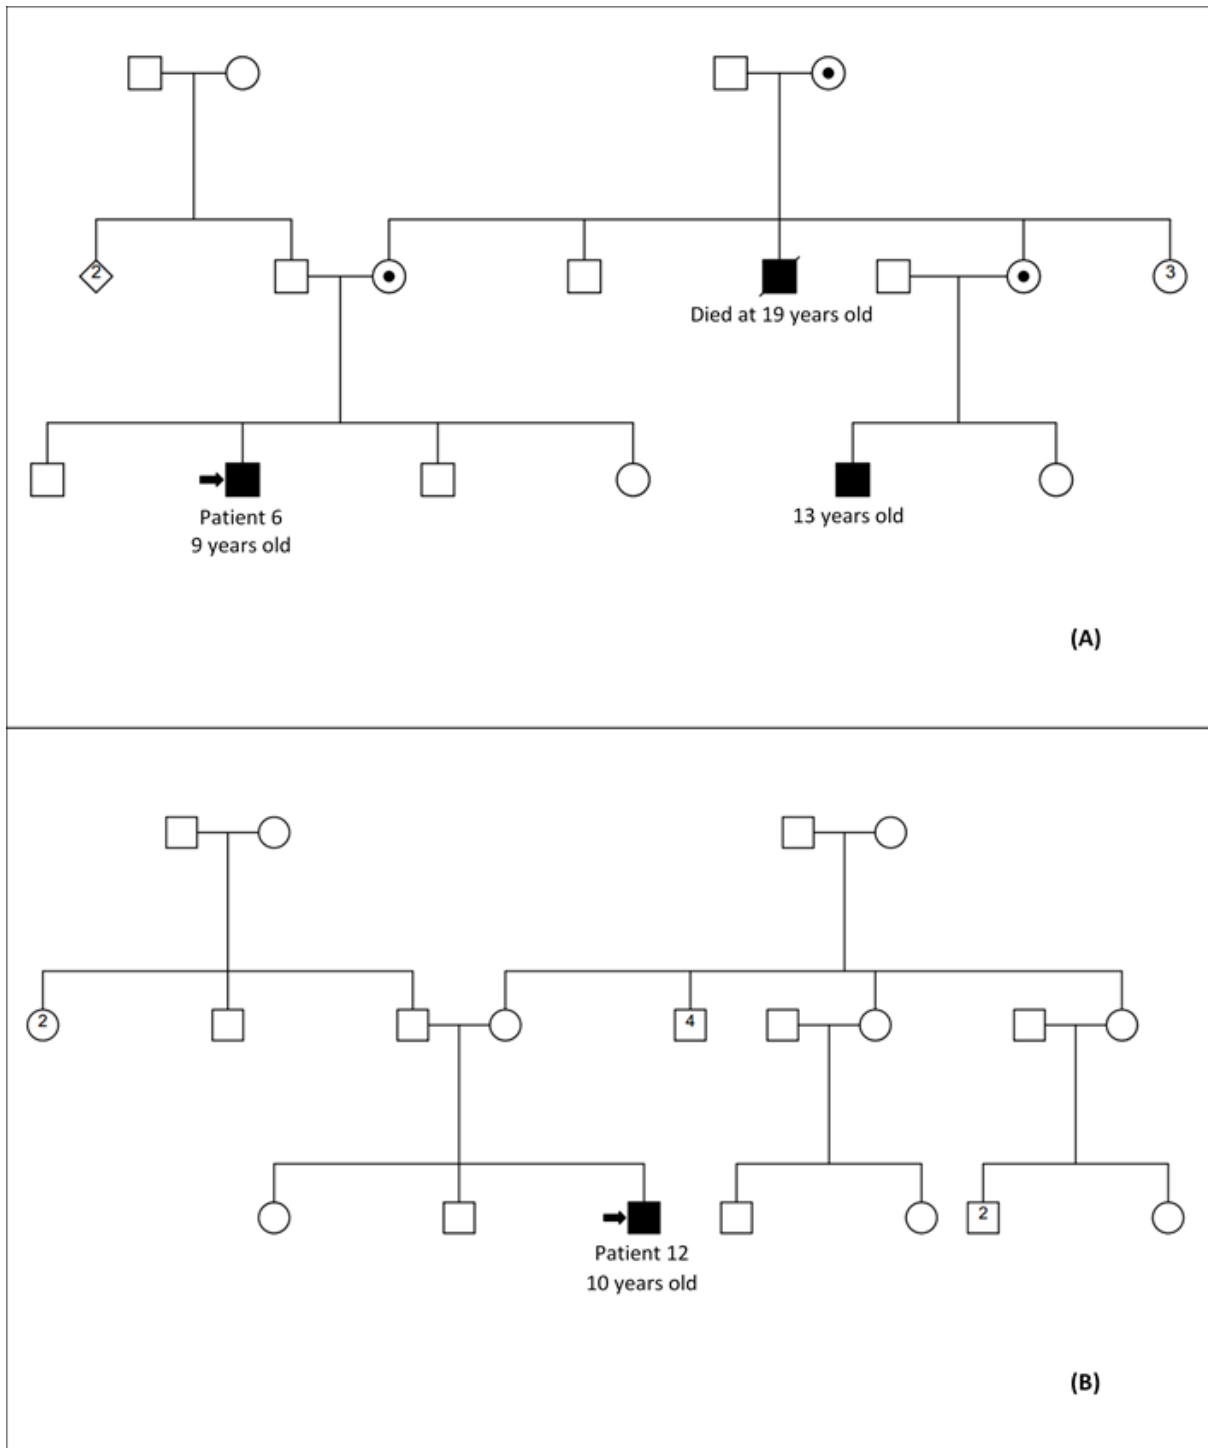 2
3
Died at 19 years old
Patient 6
9 years old
13 years old
(A)
2
4
2
Patient 12
10 years old
(B)